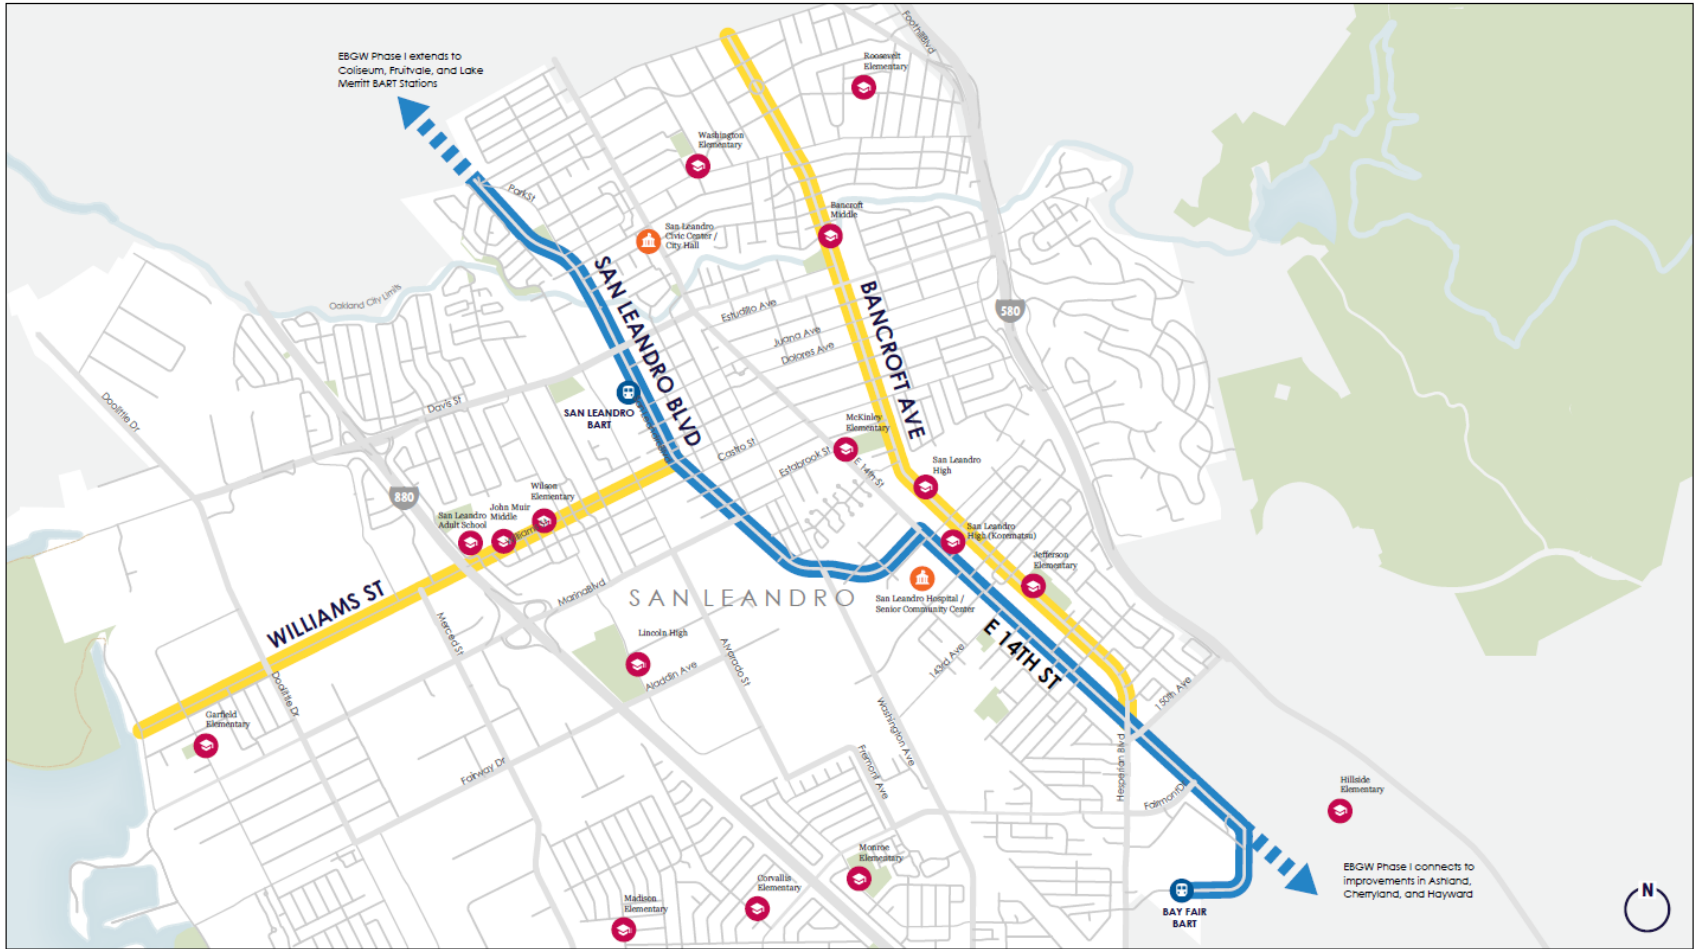 Foothill Blvd
EBGW Phase I extends to
Coliseum, Fruitvale, and Lake
Merritt BART Stations
Roosevelt
Elementary
Washington
Elementary
Park St
Bancroft
Middle
San Leandro
Civic Center /
City Hall
SAN LEANDRO BLVD
BANCROFT AVE
Oakland City Limits
Estudillo Ave
580
Juana Ave
Dolores Ave
Doolittle Dr
Davis St
SAN LEANDRO
BART
McKinley
Elementary
Castro St
Estabrook St
E 14th St
San Leandro
High
880
Wilson
Elementary
John Muir
Middle
San Leandro
Adult School
Williams St
San Leandro
High (Korematsu)
Jefferson
Elementary
WILLIAMS ST
Marina Blvd
SAN LEANDRO
San Leandro Hospital /
Senior Community Center
Merced St
Lincoln High
E 14TH ST
Alvarado St
143rd Ave
Aladdin Ave
Doolittle Dr
150th Ave
Garfield
Elementary
Washington Ave
Hesperian Blvd
Fairway Dr
Fremont Ave
Fairmont Dr
Hillside
Elementary
Monroe
Elementary
EBGW Phase I connects to
improvements in Ashland,
Cherryland, and Hayward
Corvallis
Elementary
Madison
Elementary
BAY FAIR
BART
N